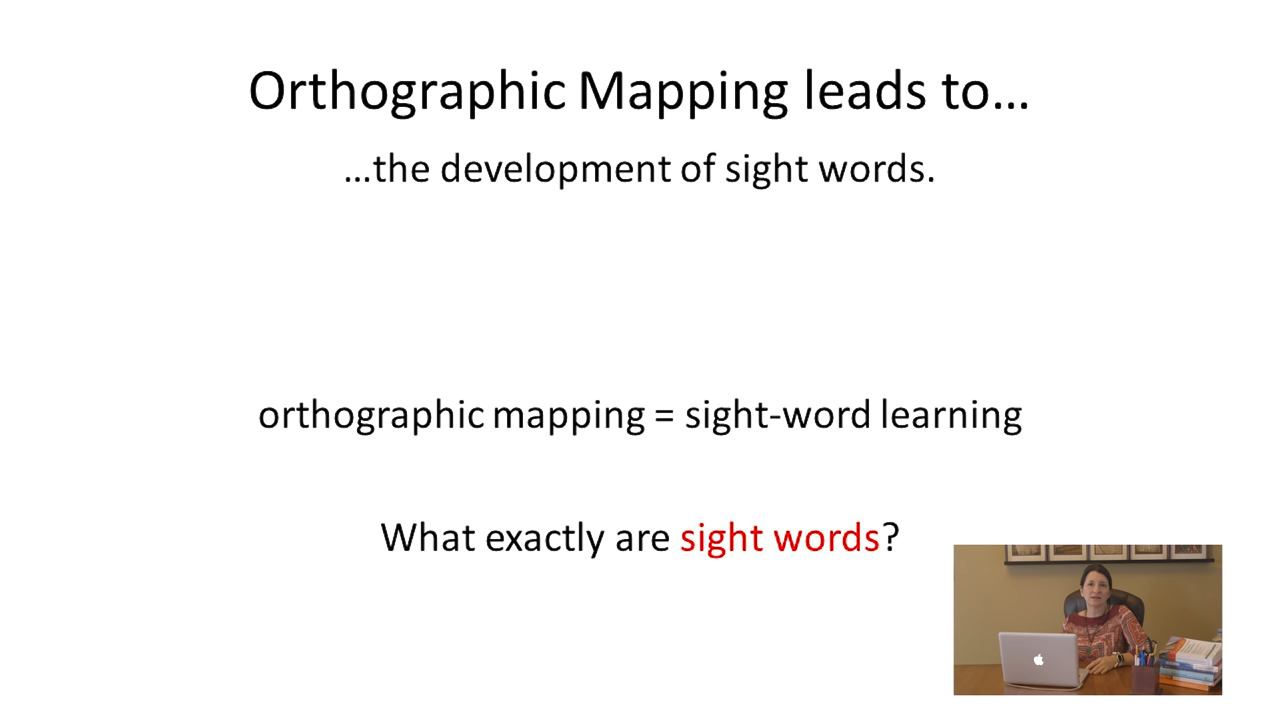 Orthographic Mapping leads to…
…the development of sight words.
orthographic mapping = sight-word learning
What exactly are sight words?